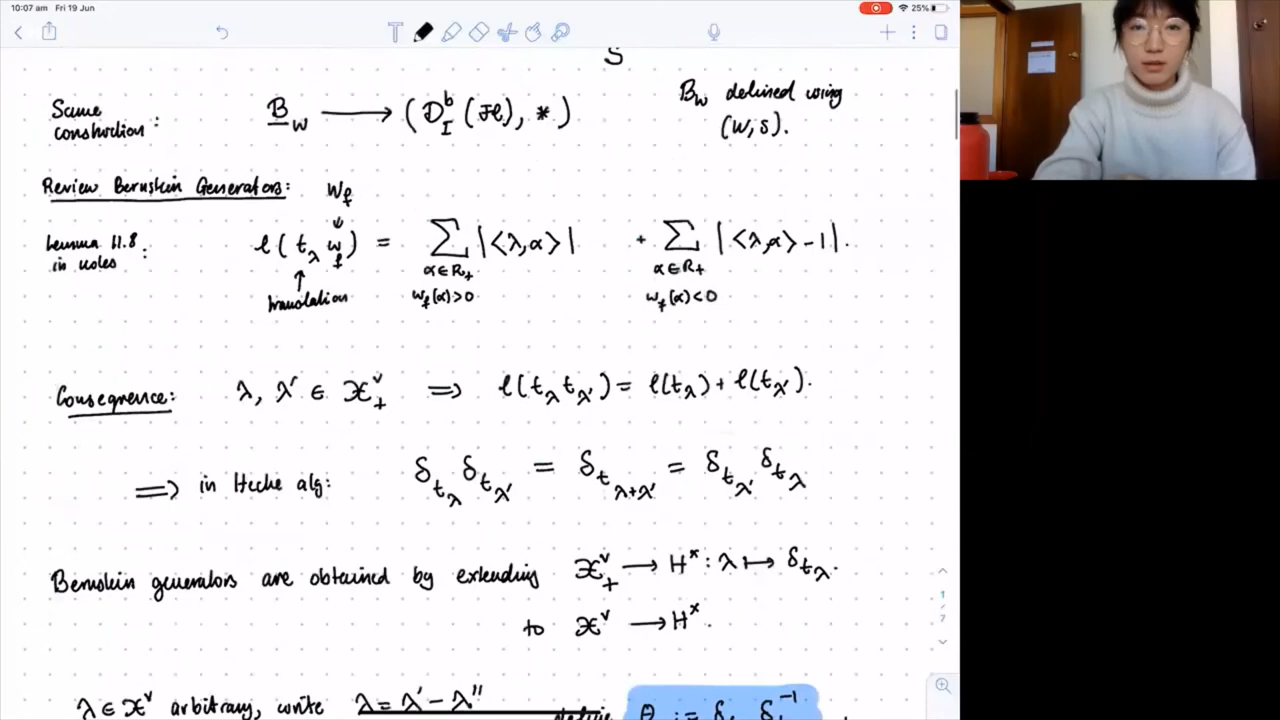 10:07 am Fri 19 Jun
25%
S
Same construction:
B_W ⟶ (D^b_I(Fl), *)
B_W defined using (W,S).
Review Bernstein Generators: W_f
Lemma 11.8 in notes:
ℓ(t_λ w_f) = ∑_{α∈R_+, w_f(α)>0} |<λ,α>| + ∑_{α∈R_+, w_f(α)<0} |<λ,α> -1|.
translation
Consequence: λ, λ' ∈ 𝒳^∨_+ ⟹ ℓ(t_λ t_λ') = ℓ(t_λ) + ℓ(t_λ').
⟹ in Hecke alg: δ_{t_λ} δ_{t_λ'} = δ_{t_{λ+λ'}} = δ_{t_λ'} δ_{t_λ}
Bernstein generators are obtained by extending 𝒳^∨_+ ⟶ H^×: λ ↦ δ_{t_λ}.
to 𝒳^∨ ⟶ H^×.
λ ∈ 𝒳^∨ arbitrary, write λ = λ' - λ''
1
/
7